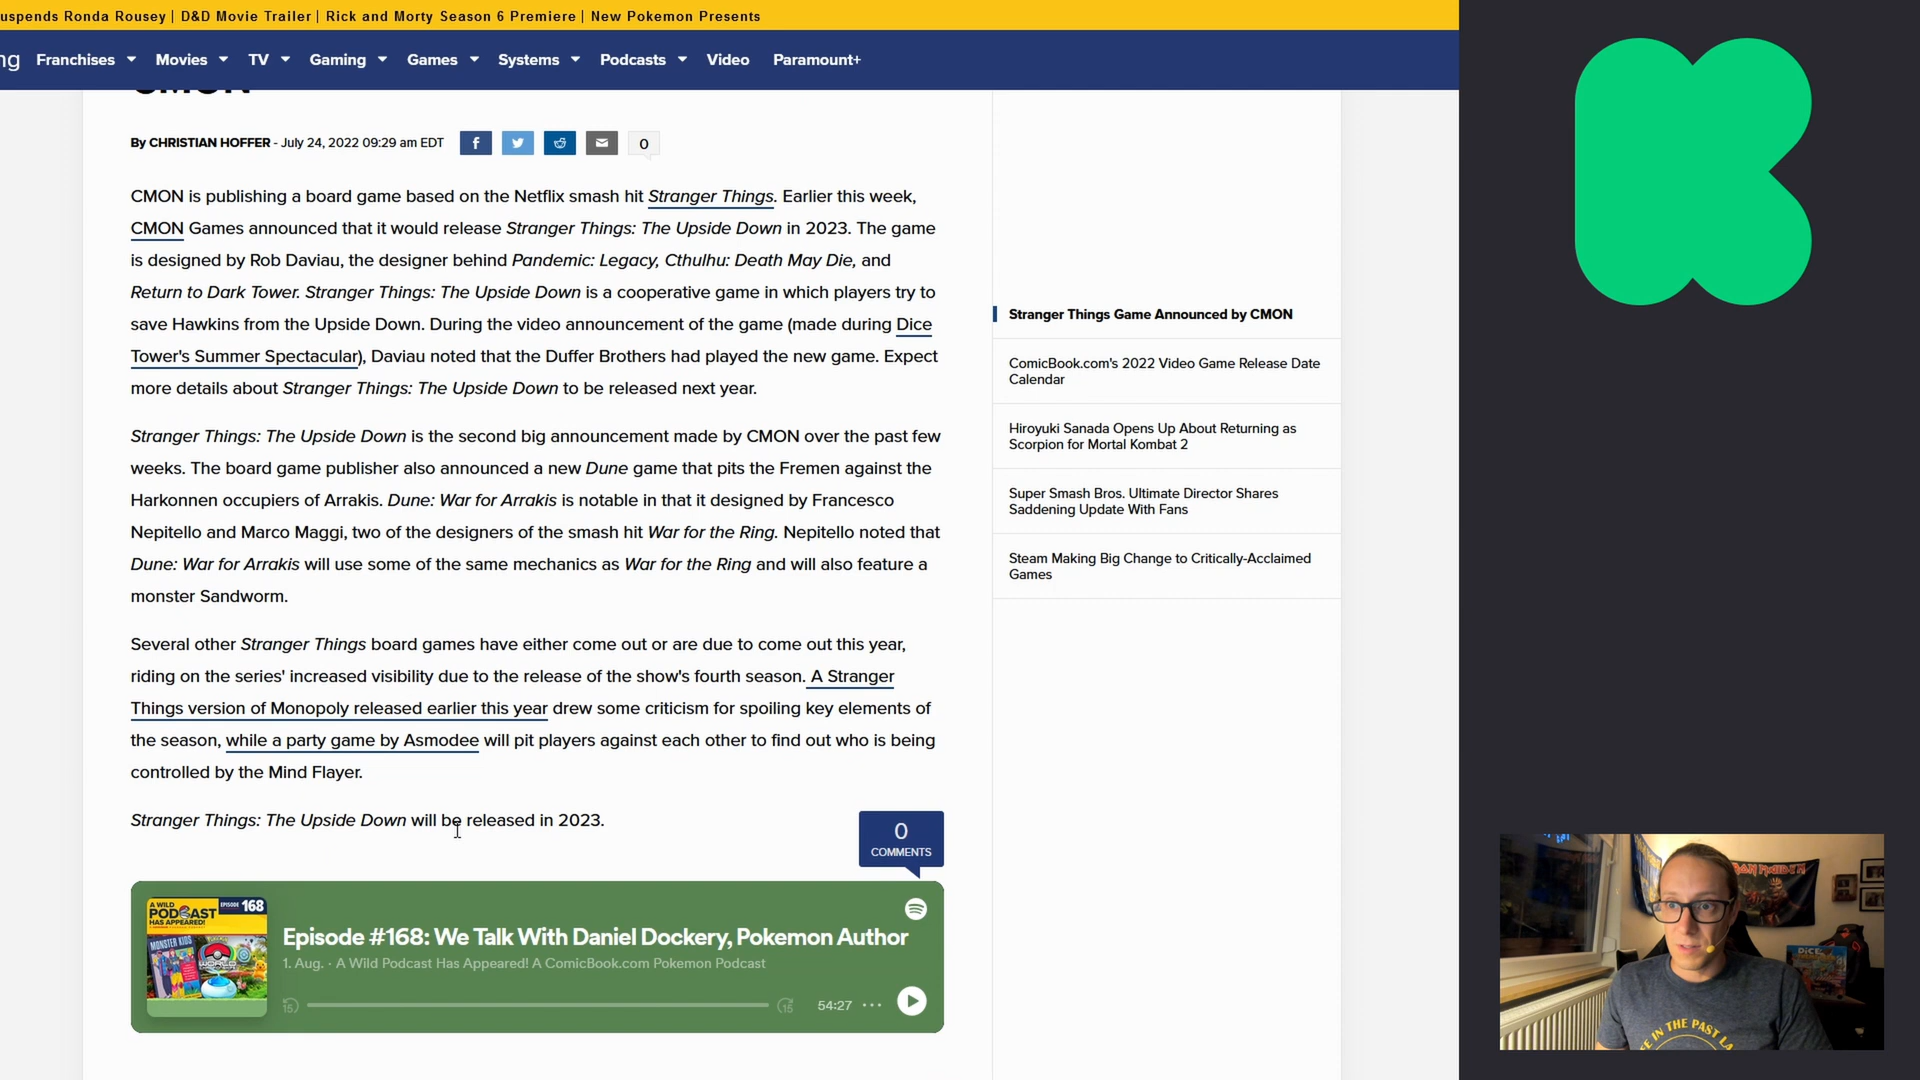 uspends Ronda Rousey | D&D Movie Trailer | Rick and Morty Season 6 Premiere | New Pokemon Presents
ng Franchises Movies TV Gaming Games Systems Podcasts Video Paramount+
CMON
By CHRISTIAN HOFFER - July 24, 2022 09:29 am EDT
0
CMON is publishing a board game based on the Netflix smash hit Stranger Things. Earlier this week,
CMON Games announced that it would release Stranger Things: The Upside Down in 2023. The game
is designed by Rob Daviau, the designer behind Pandemic: Legacy, Cthulhu: Death May Die, and
Return to Dark Tower. Stranger Things: The Upside Down is a cooperative game in which players try to
save Hawkins from the Upside Down. During the video announcement of the game (made during Dice
Tower's Summer Spectacular), Daviau noted that the Duffer Brothers had played the new game. Expect
more details about Stranger Things: The Upside Down to be released next year.
Stranger Things: The Upside Down is the second big announcement made by CMON over the past few
weeks. The board game publisher also announced a new Dune game that pits the Fremen against the
Harkonnen occupiers of Arrakis. Dune: War for Arrakis is notable in that it designed by Francesco
Nepitello and Marco Maggi, two of the designers of the smash hit War for the Ring. Nepitello noted that
Dune: War for Arrakis will use some of the same mechanics as War for the Ring and will also feature a
monster Sandworm.
Several other Stranger Things board games have either come out or are due to come out this year,
riding on the series' increased visibility due to the release of the show's fourth season. A Stranger
Things version of Monopoly released earlier this year drew some criticism for spoiling key elements of
the season, while a party game by Asmodee will pit players against each other to find out who is being
controlled by the Mind Flayer.
Stranger Things: The Upside Down will be released in 2023.
0
COMMENTS
A WILD
PODCAST
HAS APPEARED!
EPISODE 168
MONSTER KIDS
WORLD
Episode #168: We Talk With Daniel Dockery, Pokemon Author
1. Aug. · A Wild Podcast Has Appeared! A ComicBook.com Pokemon Podcast
15
15
54:27
Stranger Things Game Announced by CMON
ComicBook.com's 2022 Video Game Release Date
Calendar
Hiroyuki Sanada Opens Up About Returning as
Scorpion for Mortal Kombat 2
Super Smash Bros. Ultimate Director Shares
Saddening Update With Fans
Steam Making Big Change to Critically-Acclaimed
Games
IRON MAIDEN
DICE
E IN THE PAST LA